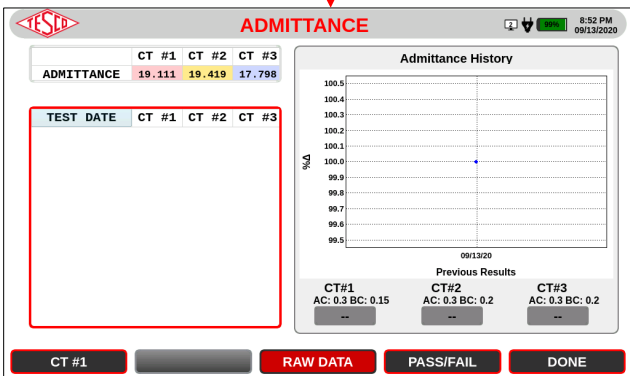 TESCO
ADMITTANCE
2
99%
8:52 PM
09/13/2020
CT #1 CT #2 CT #3
ADMITTANCE 19.111 19.419 17.798
TEST DATE CT #1 CT #2 CT #3
Admittance History
100.5
100.4
100.3
100.2
100.1
100.0
99.9
99.8
99.7
99.6
99.5
%Δ
09/13/20
Previous Results
CT#1 CT#2 CT#3
AC: 0.3 BC: 0.15 AC: 0.3 BC: 0.2 AC: 0.3 BC: 0.2
-- -- --
CT #1 RAW DATA PASS/FAIL DONE